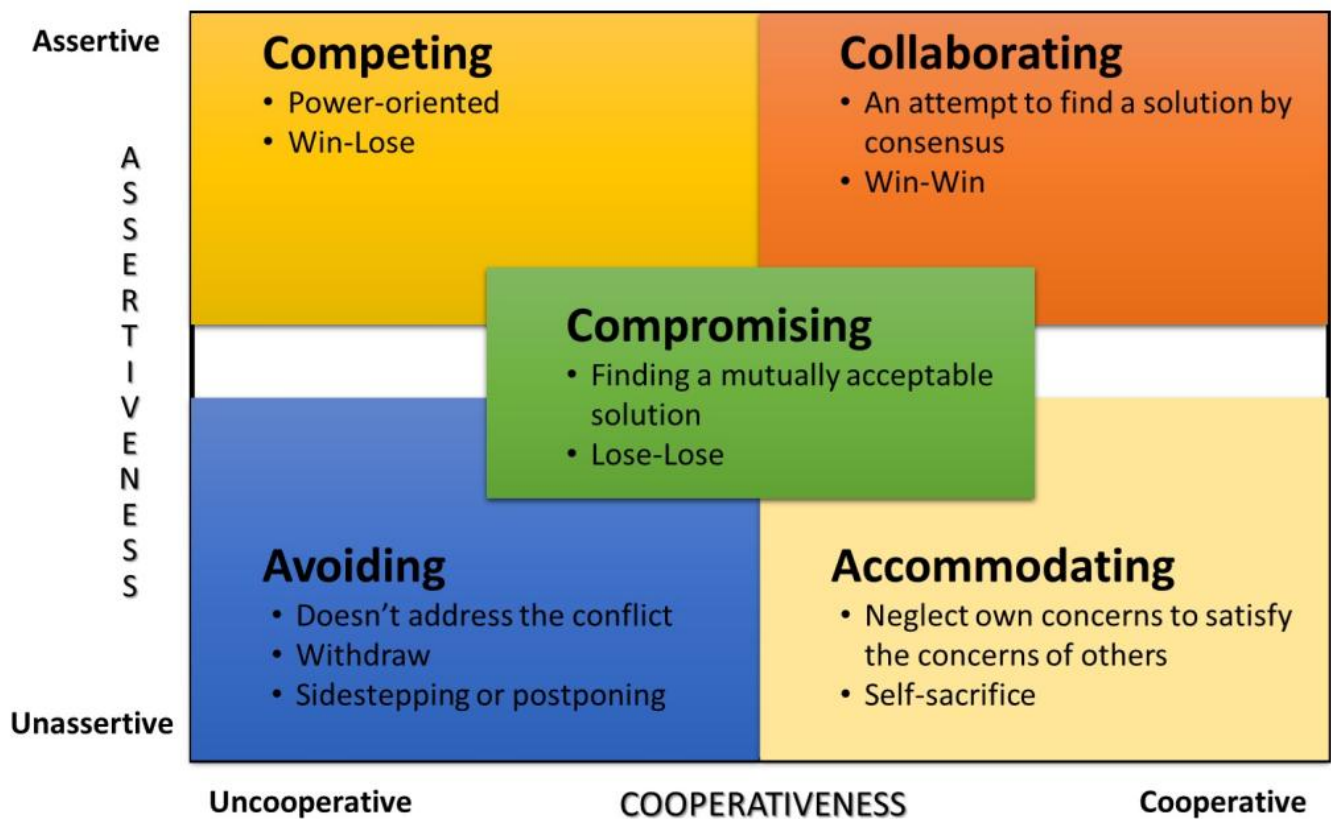 Assertive
Competing
• Power-oriented
• Win-Lose
Collaborating
• An attempt to find a solution by
consensus
• Win-Win
ASSERTIVENESS
Compromising
• Finding a mutually acceptable
solution
• Lose-Lose
Avoiding
• Doesn’t address the conflict
• Withdraw
• Sidestepping or postponing
Accommodating
• Neglect own concerns to satisfy
the concerns of others
• Self-sacrifice
Unassertive
Uncooperative
COOPERATIVENESS
Cooperative